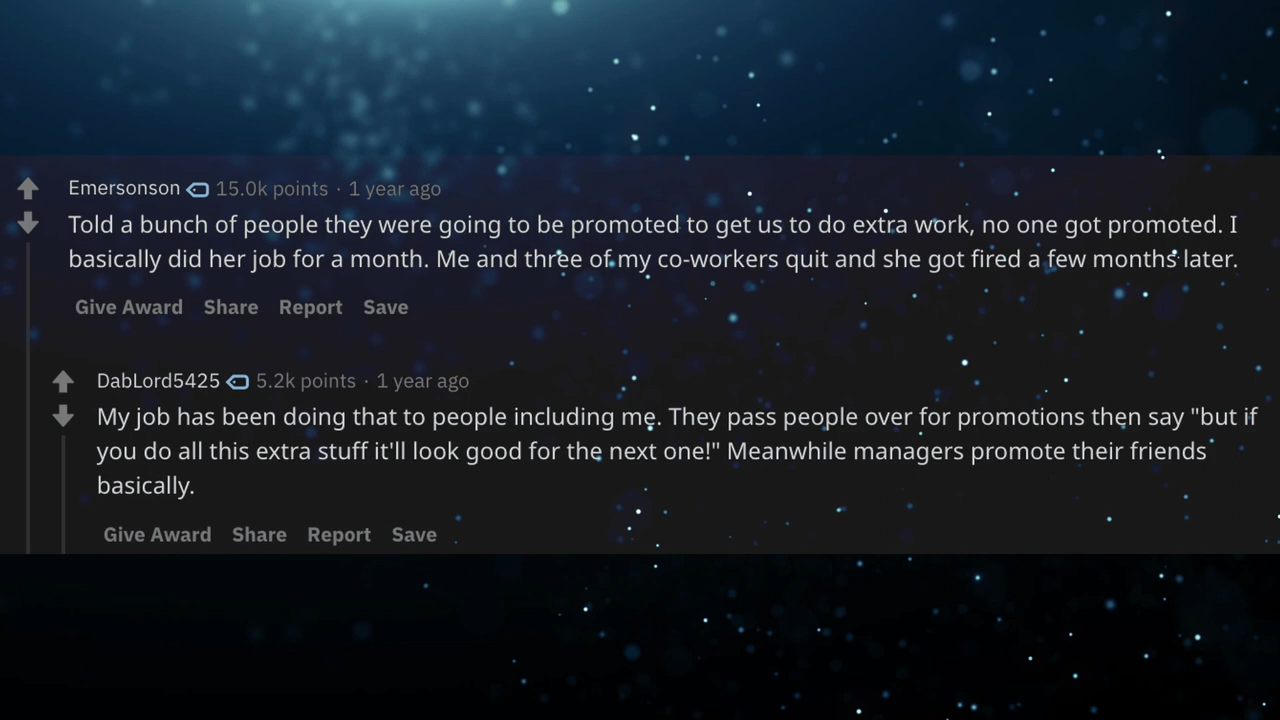 Emersonson 15.0k points · 1 year ago
Told a bunch of people they were going to be promoted to get us to do extra work, no one got promoted. I
basically did her job for a month. Me and three of my co-workers quit and she got fired a few months later.
Give Award Share Report Save
DabLord5425 5.2k points · 1 year ago
My job has been doing that to people including me. They pass people over for promotions then say "but if
you do all this extra stuff it'll look good for the next one!" Meanwhile managers promote their friends
basically.
Give Award Share Report Save